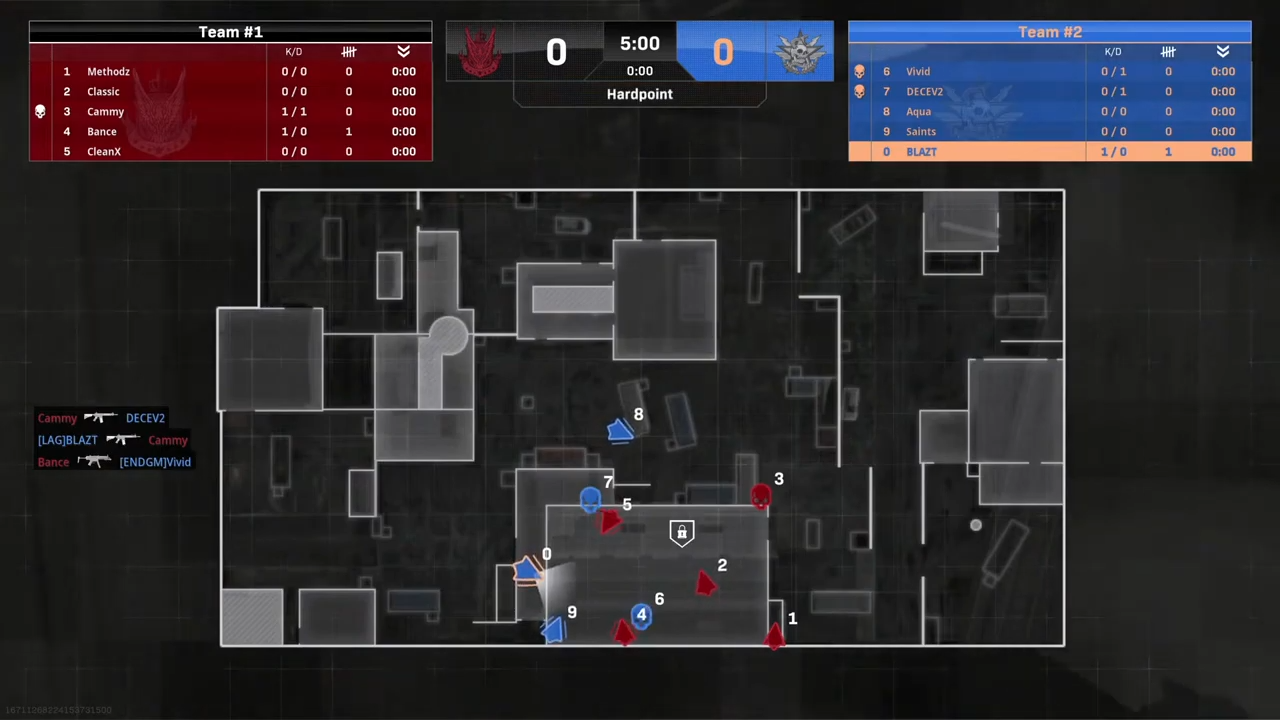 Team #1
K/D
1 Methodz 0 / 0 0 0:00
2 Classic 0 / 0 0 0:00
3 Cammy 1 / 1 0 0:00
4 Bance 1 / 0 1 0:00
5 CleanX 0 / 0 0 0:00
0 5:00 0
0:00
Hardpoint
Team #2
K/D
6 Vivid 0 / 1 0 0:00
7 DECEV2 0 / 1 0 0:00
8 Aqua 0 / 0 0 0:00
9 Saints 0 / 0 0 0:00
0 BLAZT 1 / 0 1 0:00
Cammy DECEV2
[LAG]BLAZT Cammy
Bance [ENDGM]Vivid
8
7
3
5
0
2
6
4
9
1